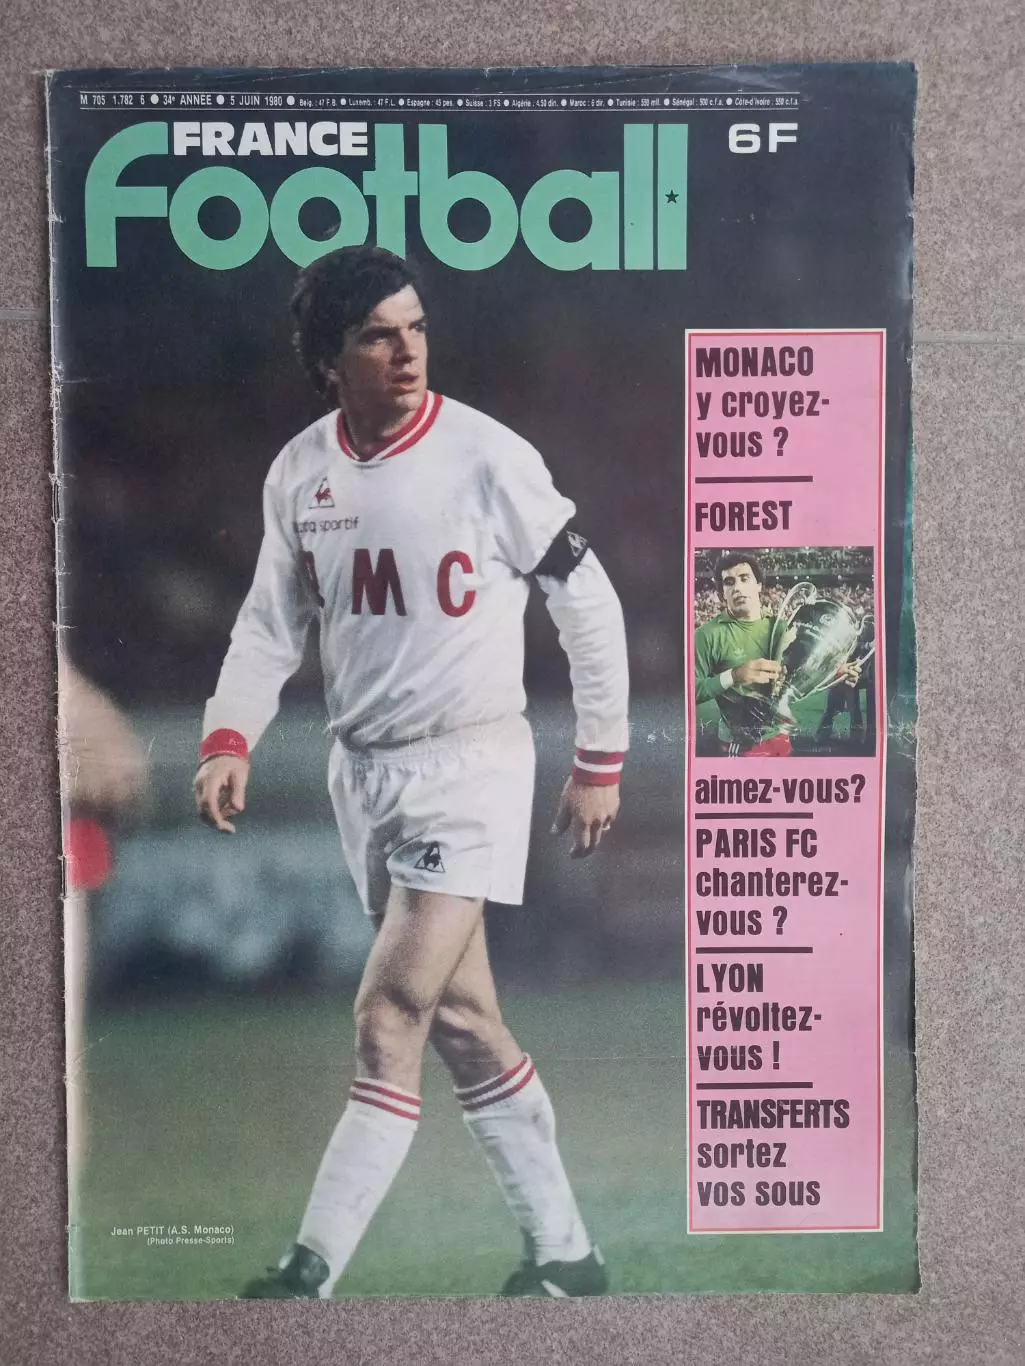 M 705 1.782 6 ● 34e ANNÉE ● 5 JUIN 1980 ● Belg. : 47 F.B. ● Luxemb. : 47 F.L. ● Espagne : 45 pes. ● Suisse : 3 FS ● Algérie : 4,50 din. ● Maroc : 6 dir. ● Tunisie : 530 mil. ● Sénégal : 500 c.f.a. ● Côte-d'Ivoire : 550 c.f.a.
FRANCE
football
6F
MONACO
y croyez-
vous ?
FOREST
aimez-vous?
PARIS FC
chanterez-
vous ?
LYON
révoltez-
vous !
TRANSFERTS
sortez
vos sous
sportif
MC
Jean PETIT (A.S. Monaco)
(Photo Presse-Sports)